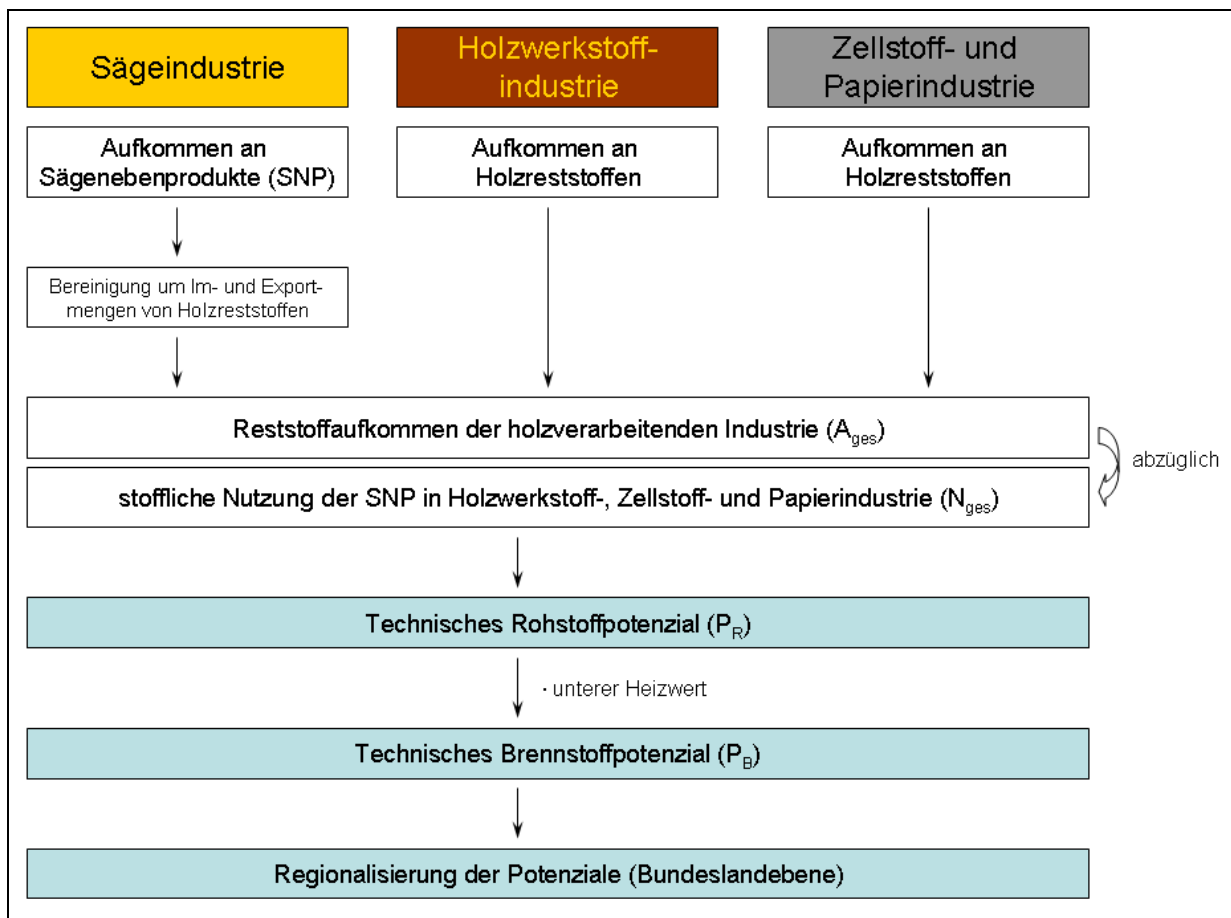 Sägeindustrie
Holzwerkstoff-
industrie
Zellstoff- und
Papierindustrie
Aufkommen an
Sägenebenprodukte (SNP)
Aufkommen an
Holzreststoffen
Aufkommen an
Holzreststoffen
Bereinigung um Im- und Export-
mengen von Holzreststoffen
Reststoffaufkommen der holzverarbeitenden Industrie (Ages)
abzüglich
stoffliche Nutzung der SNP in Holzwerkstoff-, Zellstoff- und Papierindustrie (Nges)
Technisches Rohstoffpotenzial (PR)
· unterer Heizwert
Technisches Brennstoffpotenzial (PB)
Regionalisierung der Potenziale (Bundeslandebene)